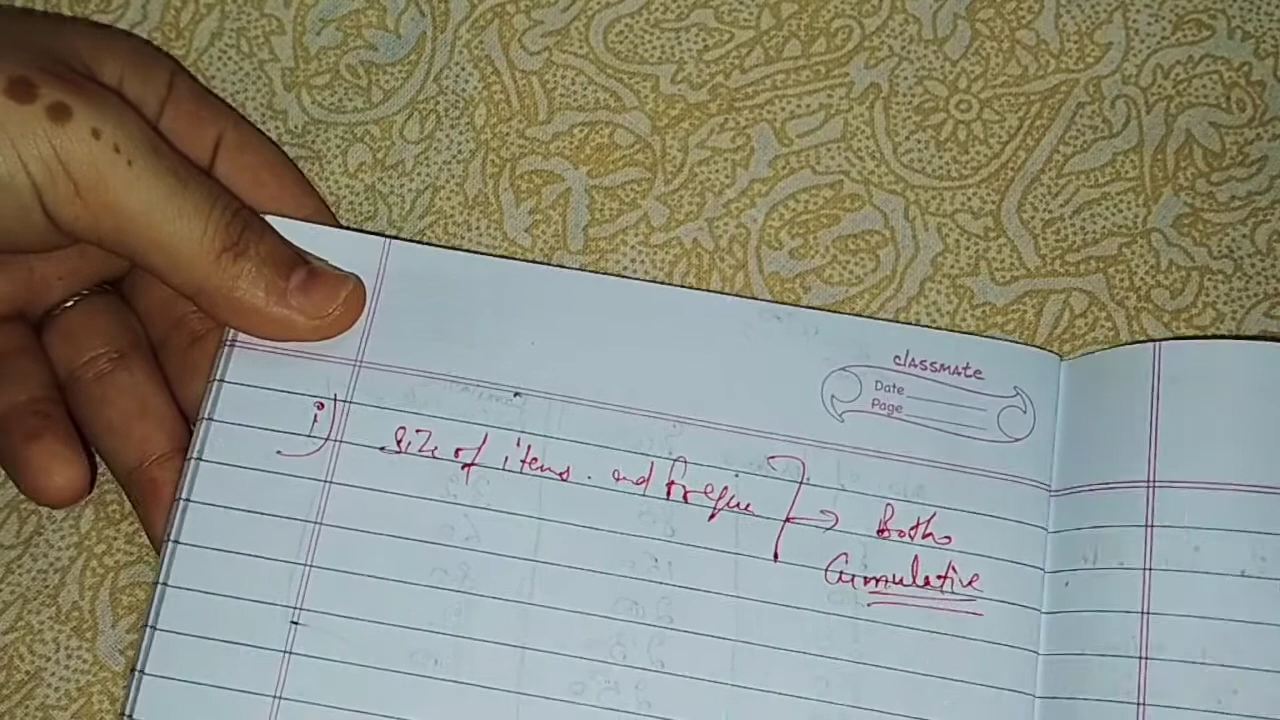 classmate
Date
Page
i) Size of items. and freque } → Both
Cumulative